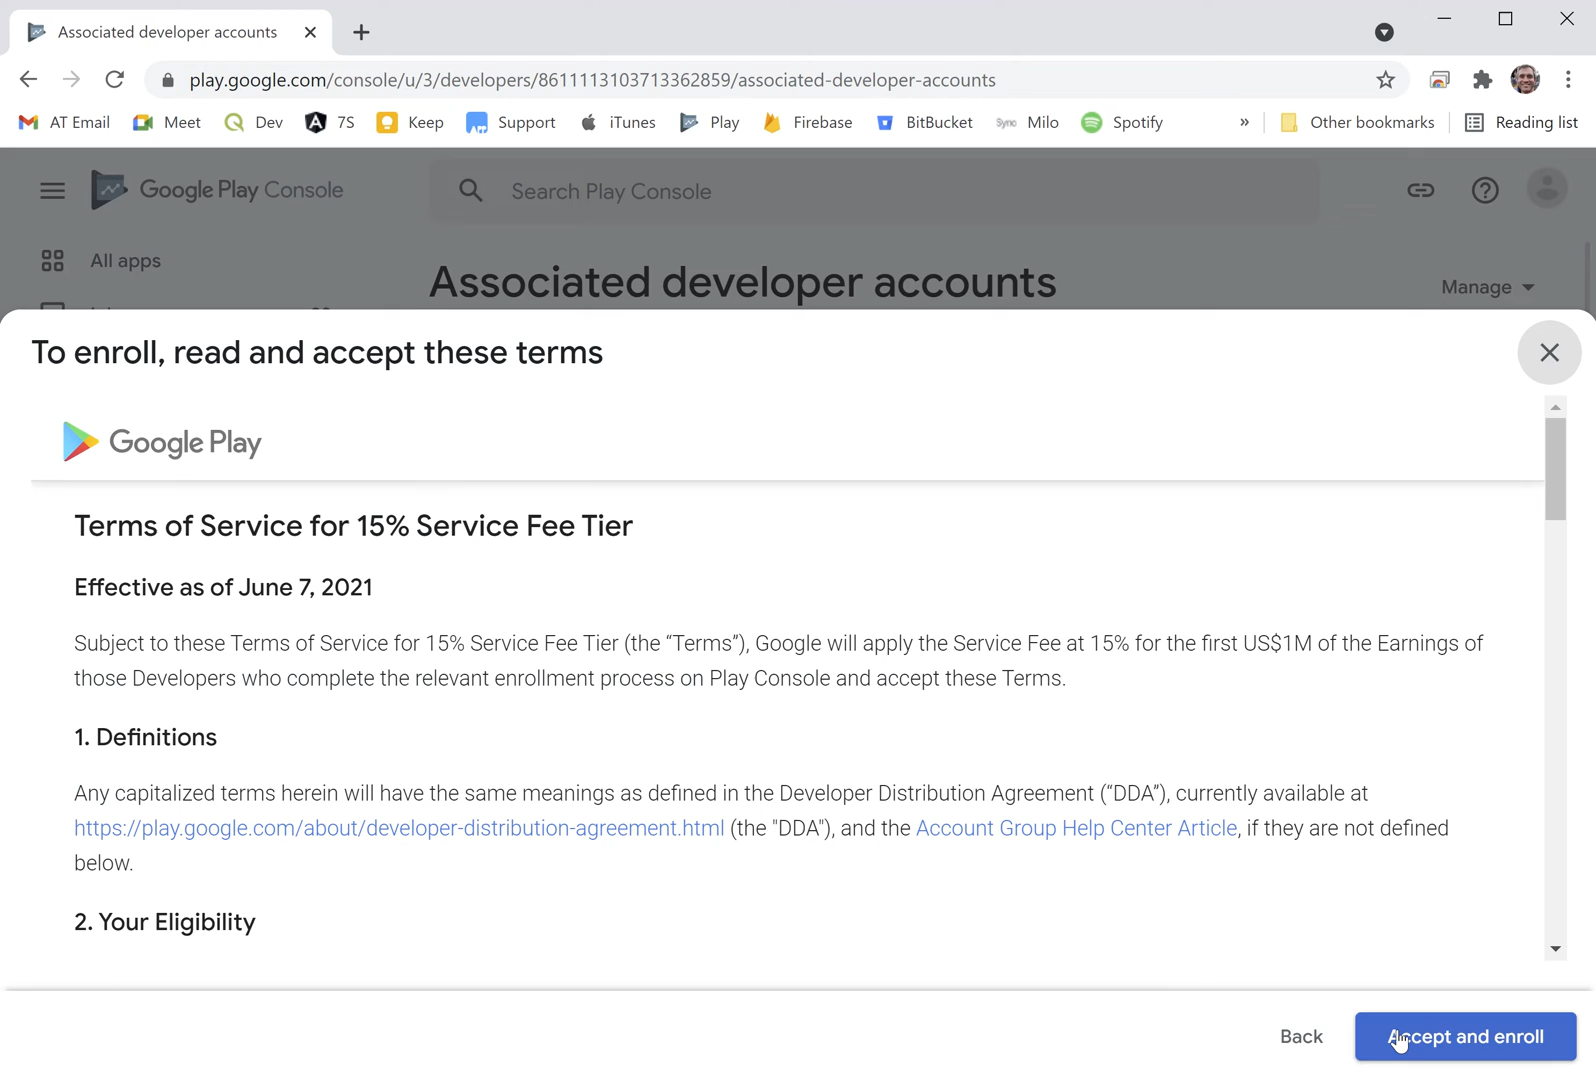 Associated developer accounts
play.google.com/console/u/3/developers/8611113103713362859/associated-developer-accounts
AT Email Meet Dev 7S Keep Support iTunes Play Firebase BitBucket Sync Milo Spotify » Other bookmarks Reading list
Google Play Console Search Play Console
All apps
Associated developer accounts
Manage
To enroll, read and accept these terms
Google Play
Terms of Service for 15% Service Fee Tier
Effective as of June 7, 2021
Subject to these Terms of Service for 15% Service Fee Tier (the “Terms”), Google will apply the Service Fee at 15% for the first US$1M of the Earnings of
those Developers who complete the relevant enrollment process on Play Console and accept these Terms.
1. Definitions
Any capitalized terms herein will have the same meanings as defined in the Developer Distribution Agreement (“DDA”), currently available at
https://play.google.com/about/developer-distribution-agreement.html (the "DDA"), and the Account Group Help Center Article, if they are not defined
below.
2. Your Eligibility
Back Accept and enroll